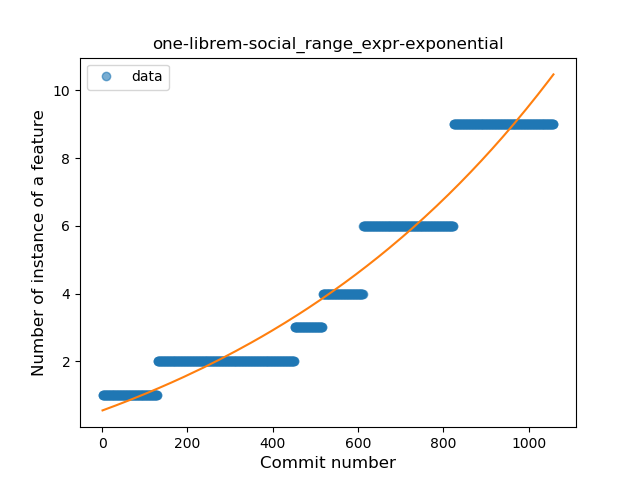 one-librem-social_range_expr-exponential
data
Number of instance of a feature
10
8
6
4
2
0
200
400
600
800
1000
Commit number